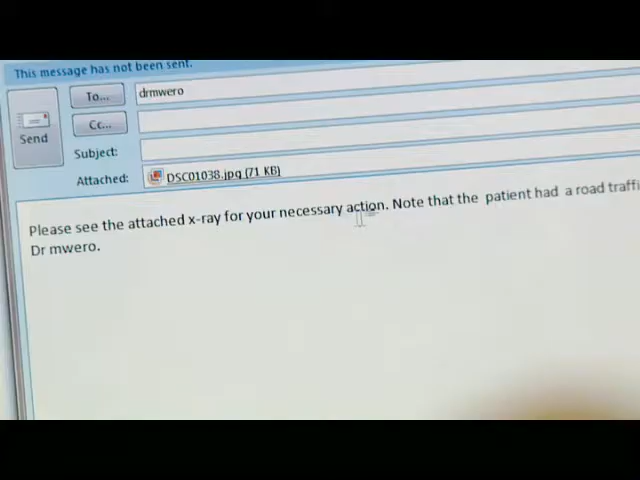 This message has not been sent.
To...
drmwero
Send
Cc...
Subject:
Attached:
DSC01038.jpg (71 KB)
Please see the attached x-ray for your necessary action. Note that the patient had a road traffi
Dr mwero.